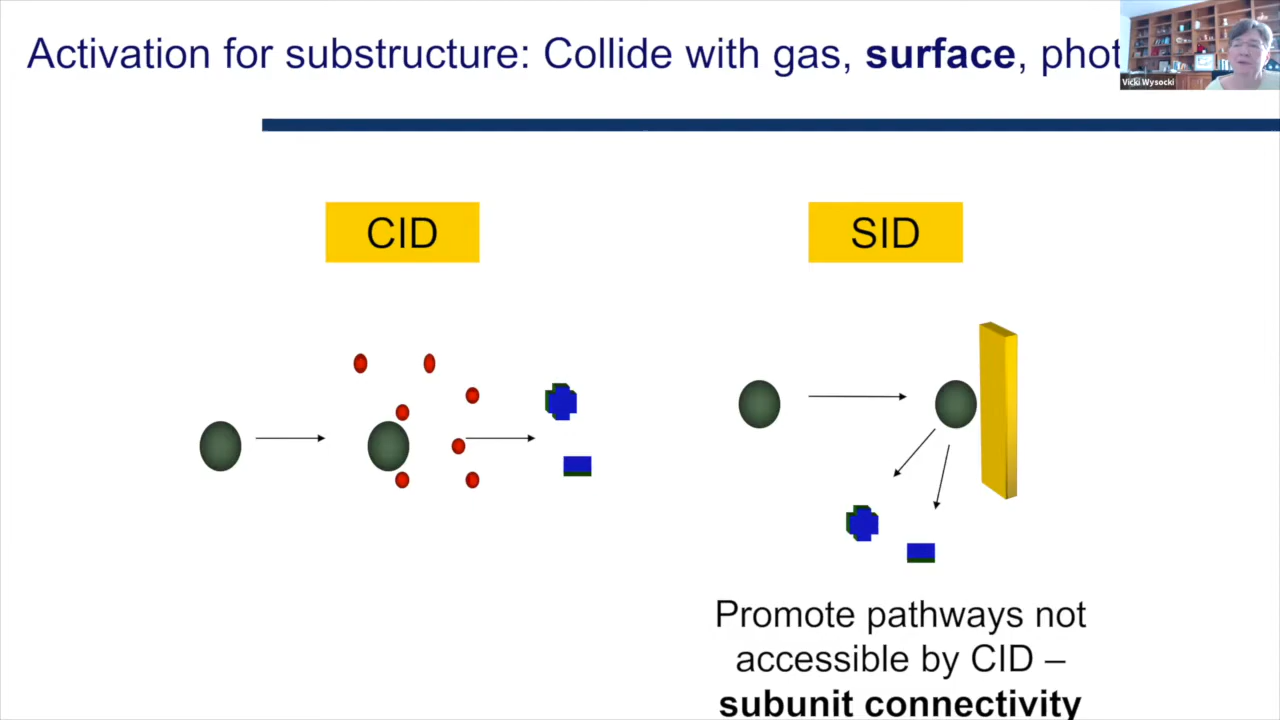 Activation for substructure: Collide with gas, surface, phot
Vicki Wysocki
CID
SID
Promote pathways not
accessible by CID –
subunit connectivity